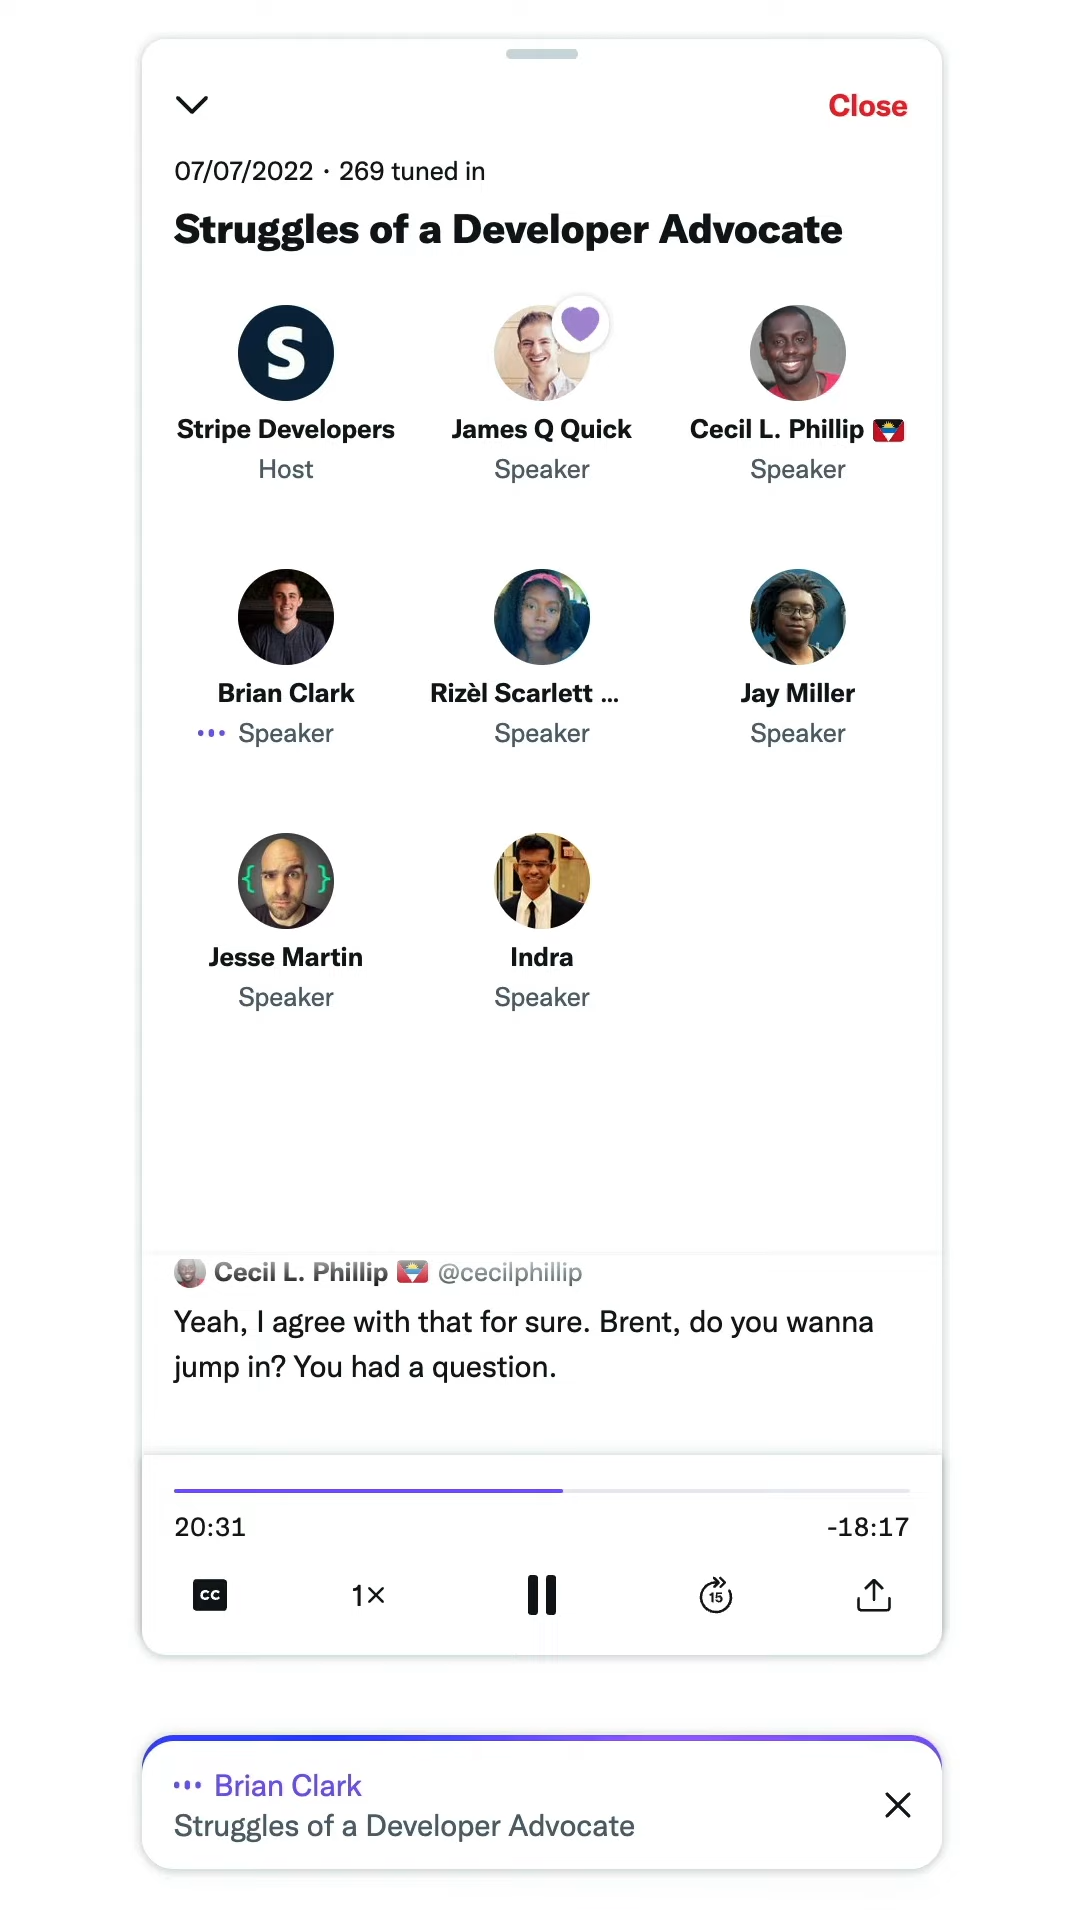 Close
07/07/2022 · 269 tuned in
Struggles of a Developer Advocate
S
Stripe Developers
Host
James Q Quick
Speaker
Cecil L. Phillip 🇦🇬
Speaker
Brian Clark
Speaker
Rizèl Scarlett ...
Speaker
Jay Miller
Speaker
{ }
Jesse Martin
Speaker
Indra
Speaker
Cecil L. Phillip 🇦🇬 @cecilphillip
Yeah, I agree with that for sure. Brent, do you wanna
jump in? You had a question.
20:31
-18:17
CC
1×
15
Brian Clark
Struggles of a Developer Advocate